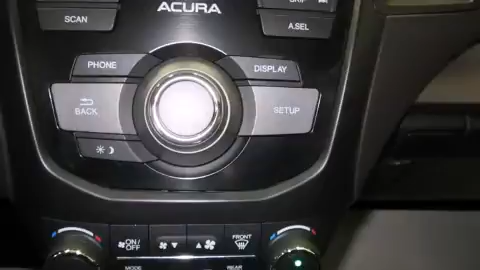 ACURA
SCAN
A.SEL
PHONE
DISPLAY
BACK
SETUP
ON/
OFF
FRONT
MODE
REAR